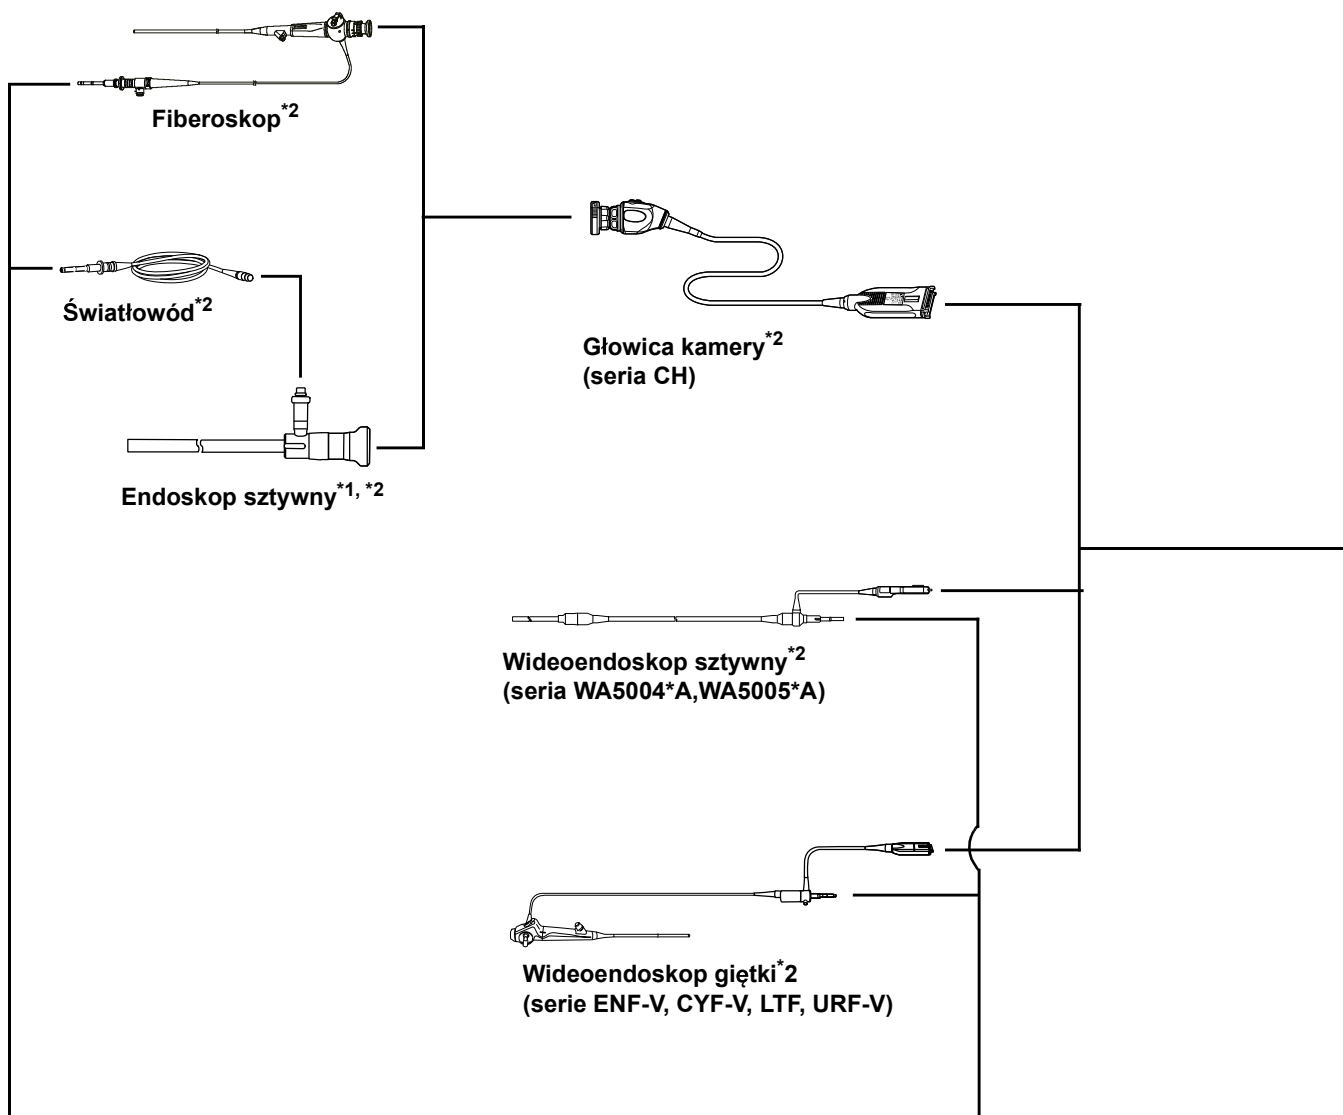 Fiberoskop*2
Światłowód*2
Endoskop sztywny*1, *2
Głowica kamery*2
(seria CH)
Wideoendoskop sztywny*2
(seria WA5004*A,WA5005*A)
Wideoendoskop giętki*2
(serie ENF-V, CYF-V, LTF, URF-V)